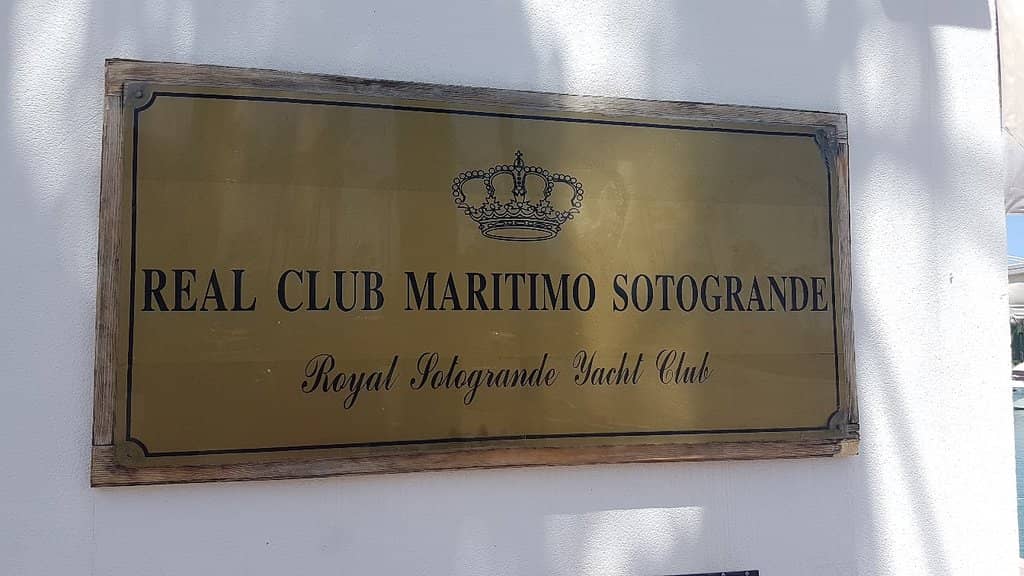 REAL CLUB MARITIMO SOTOGRANDE
Royal Sotogrande Yacht Club